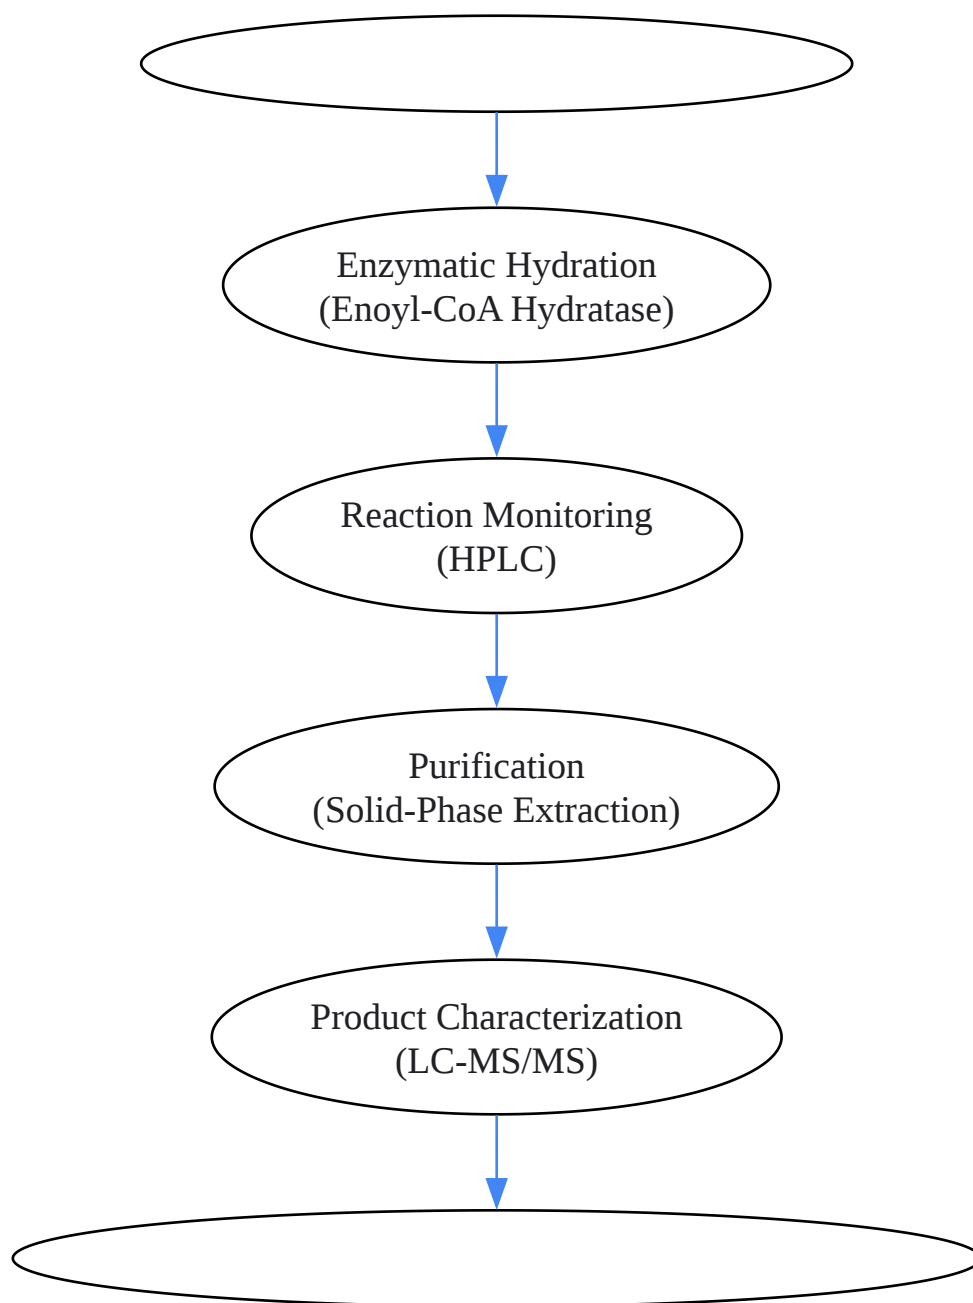 Enzymatic Hydration
(Enoyl-CoA Hydratase)
Reaction Monitoring
(HPLC)
Purification
(Solid-Phase Extraction)
Product Characterization
(LC-MS/MS)